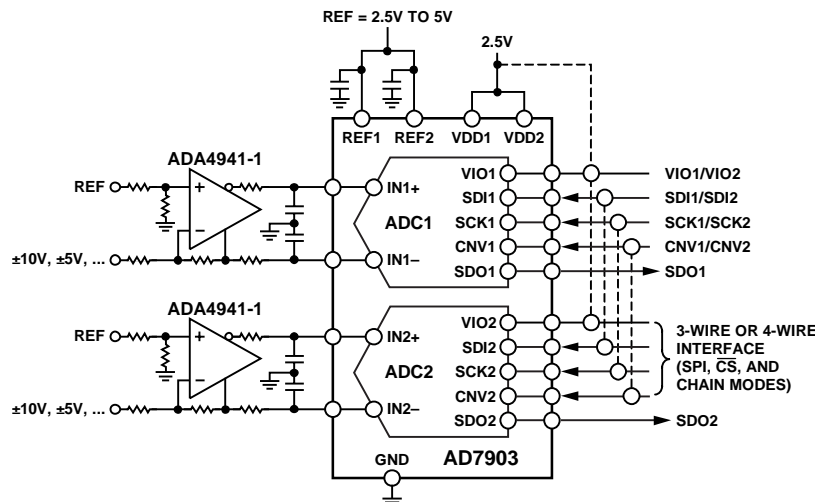 REF = 2.5V TO 5V
2.5V
REF1
REF2
VDD1
VDD2
ADA4941-1
REF
+
–
±10V, ±5V, ...
IN1+
IN1–
ADC1
VIO1
SDI1
SCK1
CNV1
SDO1
VIO1/VIO2
SDI1/SDI2
SCK1/SCK2
CNV1/CNV2
SDO1
ADA4941-1
REF
+
–
±10V, ±5V, ...
IN2+
IN2–
ADC2
VIO2
SDI2
SCK2
CNV2
SDO2
3-WIRE OR 4-WIRE
INTERFACE
(SPI, C̅S̅, AND
CHAIN MODES)
SDO2
GND
AD7903